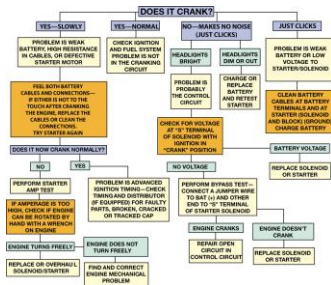 DOES IT CRANK?
YES—SLOWLY
YES—NORMAL
NO—MAKES NO NOISE
(JUST CLICKS)
JUST CLICKS
PROBLEM IS WEAK
BATTERY, HIGH RESISTANCE
IN CABLES, OR DEFECTIVE
STARTER MOTOR
CHECK IGNITION
AND FUEL SYSTEM
PROBLEM IS NOT
IN THE CRANKING
CIRCUIT
HEADLIGHTS
BRIGHT
HEADLIGHTS
DIM OR OUT
PROBLEM IS WEAK
BATTERY OR LOW
VOLTAGE TO
STARTER/SOLENOID
PROBLEM IS
PROBABLY
THE CONTROL
CIRCUIT
CHARGE OR
REPLACE
BATTERY AND
RETEST STARTER
FEEL BOTH BATTERY
CABLES AND CONNECTIONS—
IF EITHER IS HOT TO THE
TOUCH AFTER CRANKING
THE ENGINE, REPLACE THE
CABLES OR CLEAN THE
CONNECTIONS.
TRY STARTER AGAIN
CLEAN BATTERY
CABLES AT BATTERY
TERMINALS AND AT
STARTER (SOLENOID
AND BLOCK) GROUND
CHARGE BATTERY
CHECK FOR
VOLTAGE AT
"S" TERMINAL
OF SOLENOID WITH
IGNITION IN
"CRANK" POSITION
BATTERY VOLTAGE
REPLACE SOLENOID
OR STARTER
DOES IT NOW CRANK NORMALLY?
NO
YES
NO VOLTAGE
PERFORM STARTER
AMP TEST
PROBLEM IS ADVANCED
IGNITION TIMING—CHECK
TIMING AND DISTRIBUTOR
(IF EQUIPPED) FOR FAULTY
PARTS, BROKEN, CRACKED
OR TRACKED CAP
PERFORM BYPASS TEST—
CONNECT A JUMPER WIRE
TO BAT (+) AND OTHER
END TO "S" TERMINAL
OF STARTER SOLENOID
IF AMPERAGE IS TOO
HIGH, CHECK IF ENGINE
CAN BE ROTATED BY
HAND WITH A
WRENCH ON ENGINE
ENGINE CRANKS
ENGINE DOESN'T
CRANK
ENGINE TURNS FREELY
ENGINE DOES NOT
TURN FREELY
REPAIR OPEN
CIRCUIT IN
CONTROL CIRCUIT
REPLACE SOLENOID
OR STARTER
REPLACE OR OVERHAUL
SOLENOID/STARTER
FIND AND CORRECT
ENGINE MECHANICAL
PROBLEM